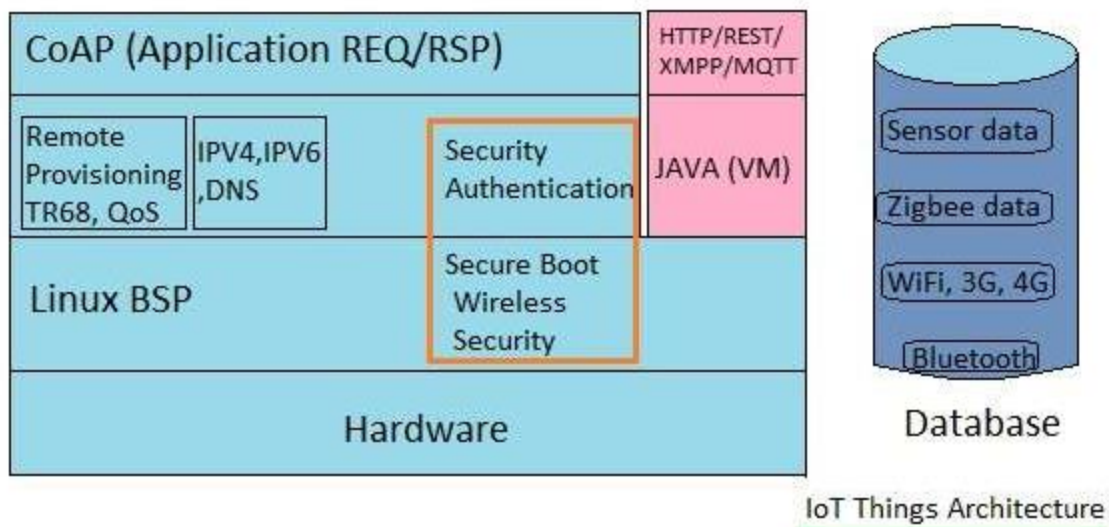 CoAP (Application REQ/RSP)
HTTP/REST/
XMPP/MQTT
Remote
Provisioning
TR68, QoS
IPV4,IPV6
,DNS
Security
Authentication
JAVA (VM)
Linux BSP
Secure Boot
Wireless
Security
Hardware
Sensor data
Zigbee data
WiFi, 3G, 4G
Bluetooth
Database
IoT Things Architecture